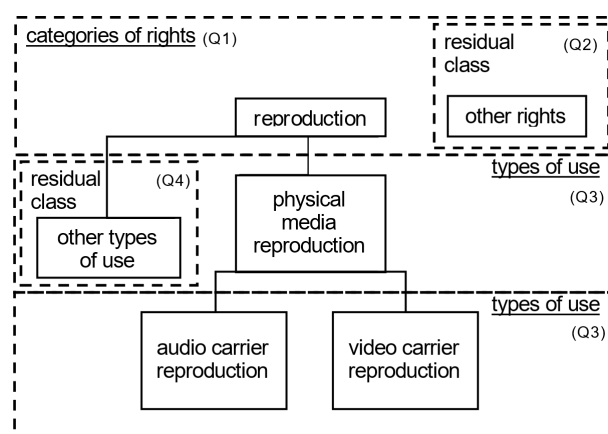 categories of rights (Q1)
residual (Q2)
class
other rights
reproduction
types of use
(Q3)
residual (Q4)
class
other types
of use
physical
media
reproduction
types of use
(Q3)
audio carrier
reproduction
video carrier
reproduction